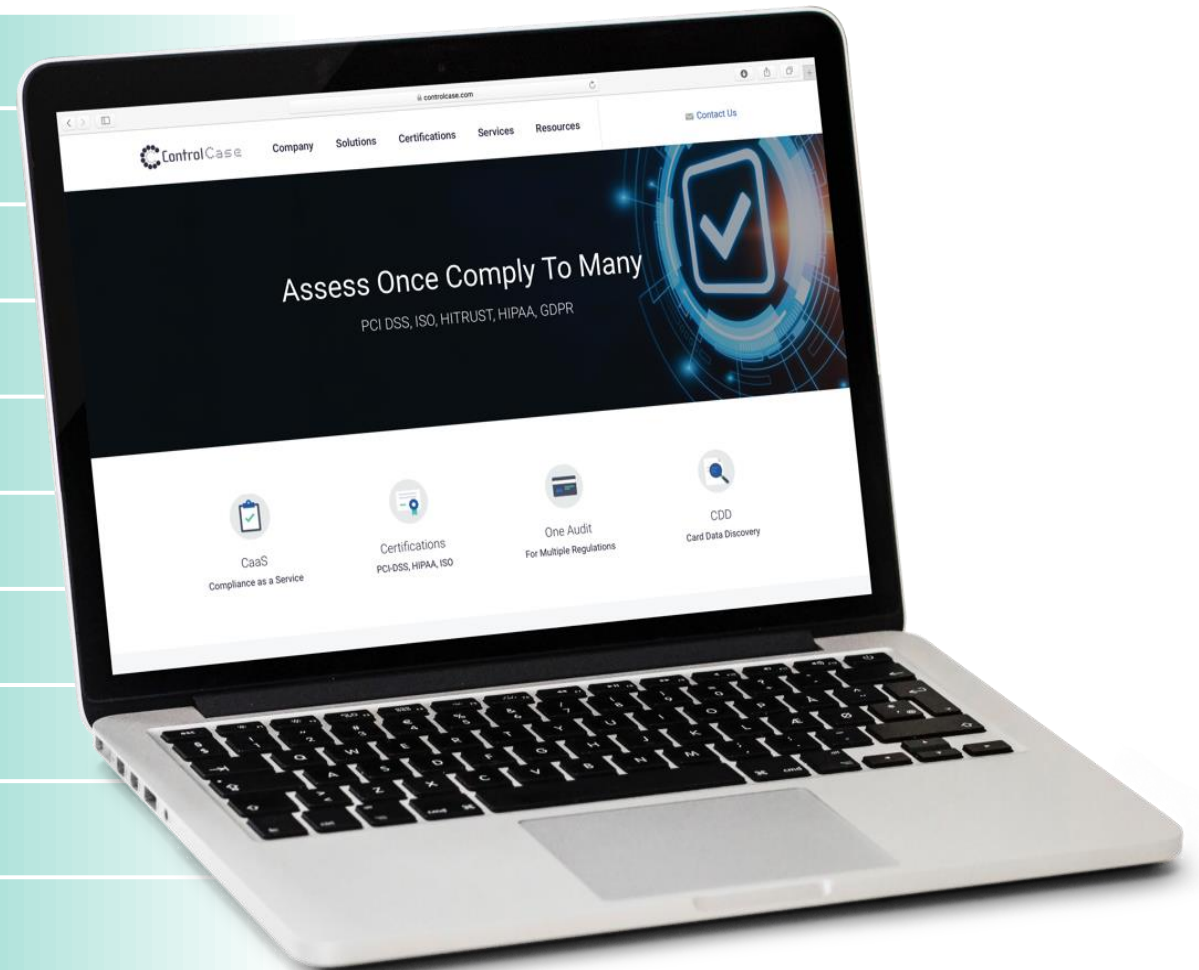 controlcase.com
ControlCase Company Solutions Certifications Services Resources Contact Us
Assess Once Comply To Many
PCI DSS, ISO, HITRUST, HIPAA, GDPR
CaaS
Compliance as a Service
Certifications
PCI-DSS, HIPAA, ISO
One Audit
For Multiple Regulations
CDD
Card Data Discovery